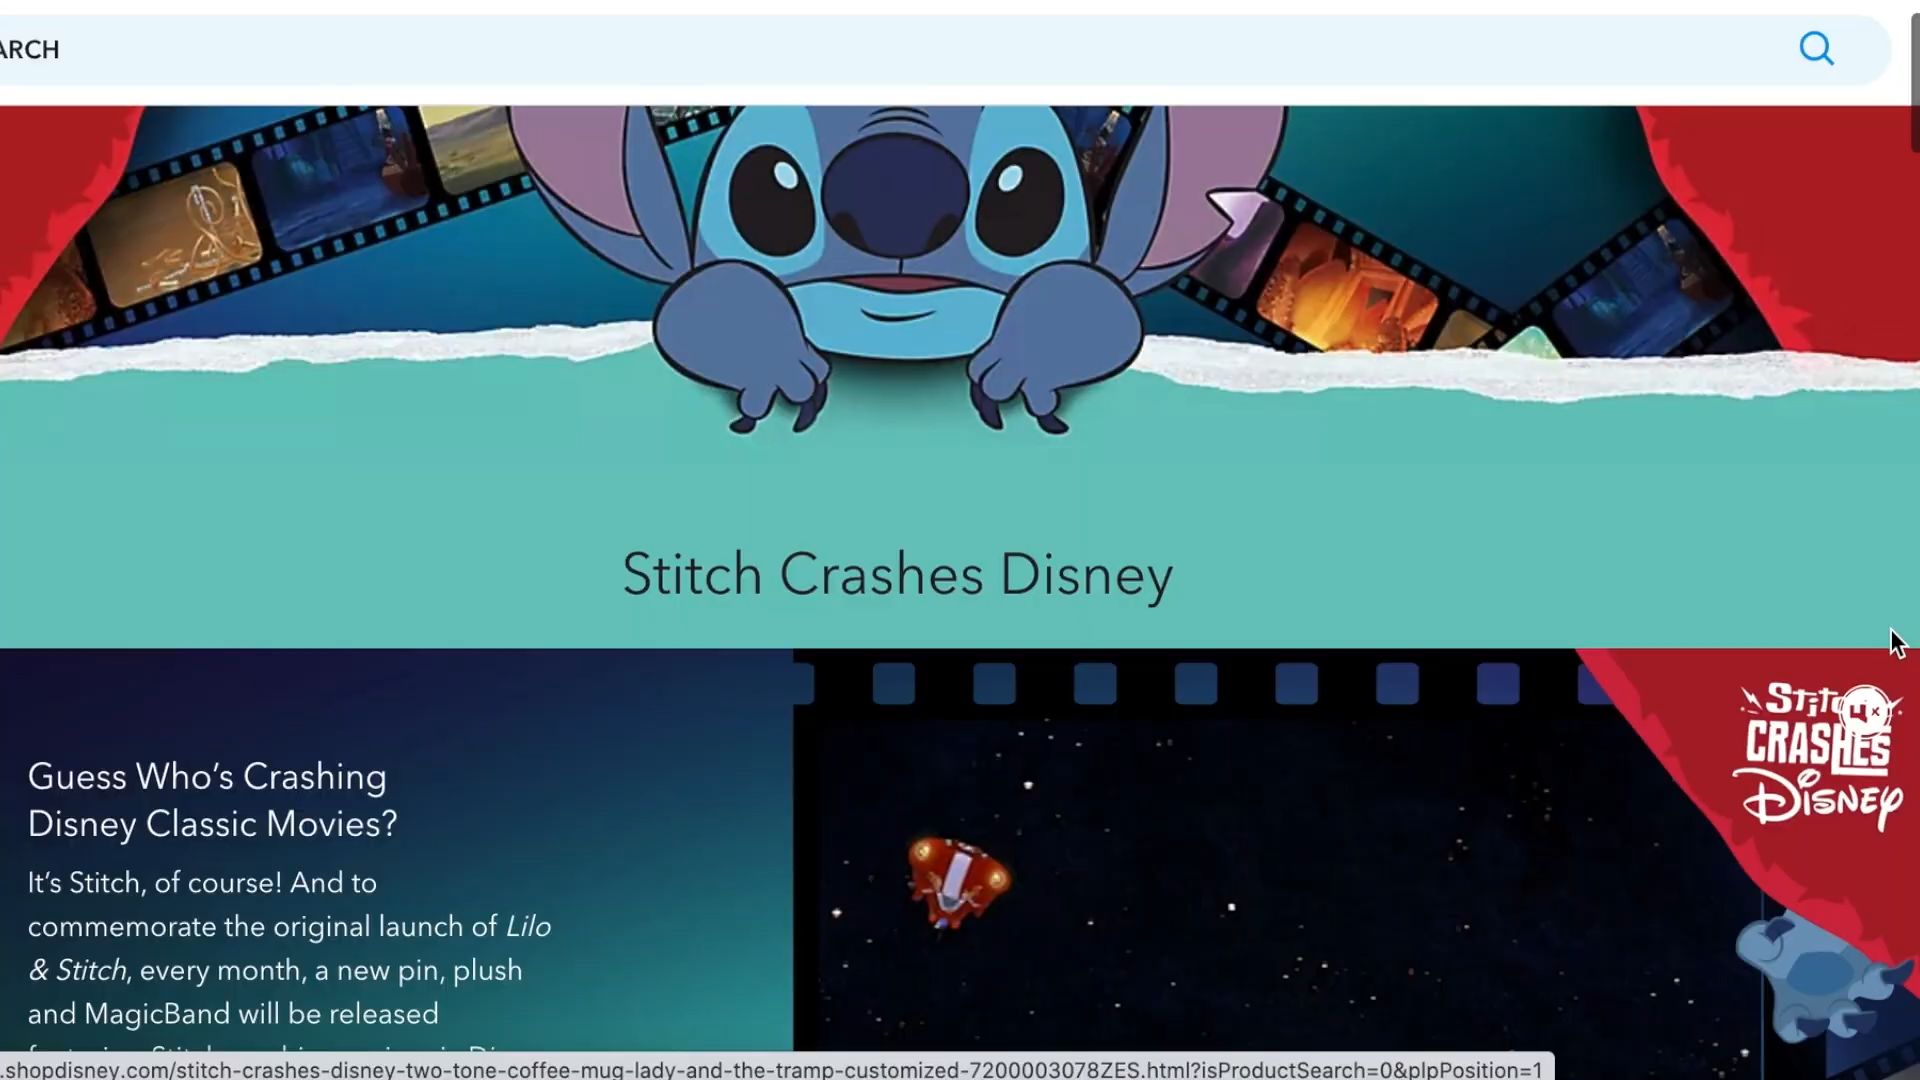 ARCH
Stitch Crashes Disney
Guess Who's Crashing
Disney Classic Movies?
It's Stitch, of course! And to
commemorate the original launch of Lilo
& Stitch, every month, a new pin, plush
and MagicBand will be released
CRASHES
DISNEY
.shopdisney.com/stitch-crashes-disney-two-tone-coffee-mug-lady-and-the-tramp-customized-7200003078ZES.html?isProductSearch=0&plpPosition=1